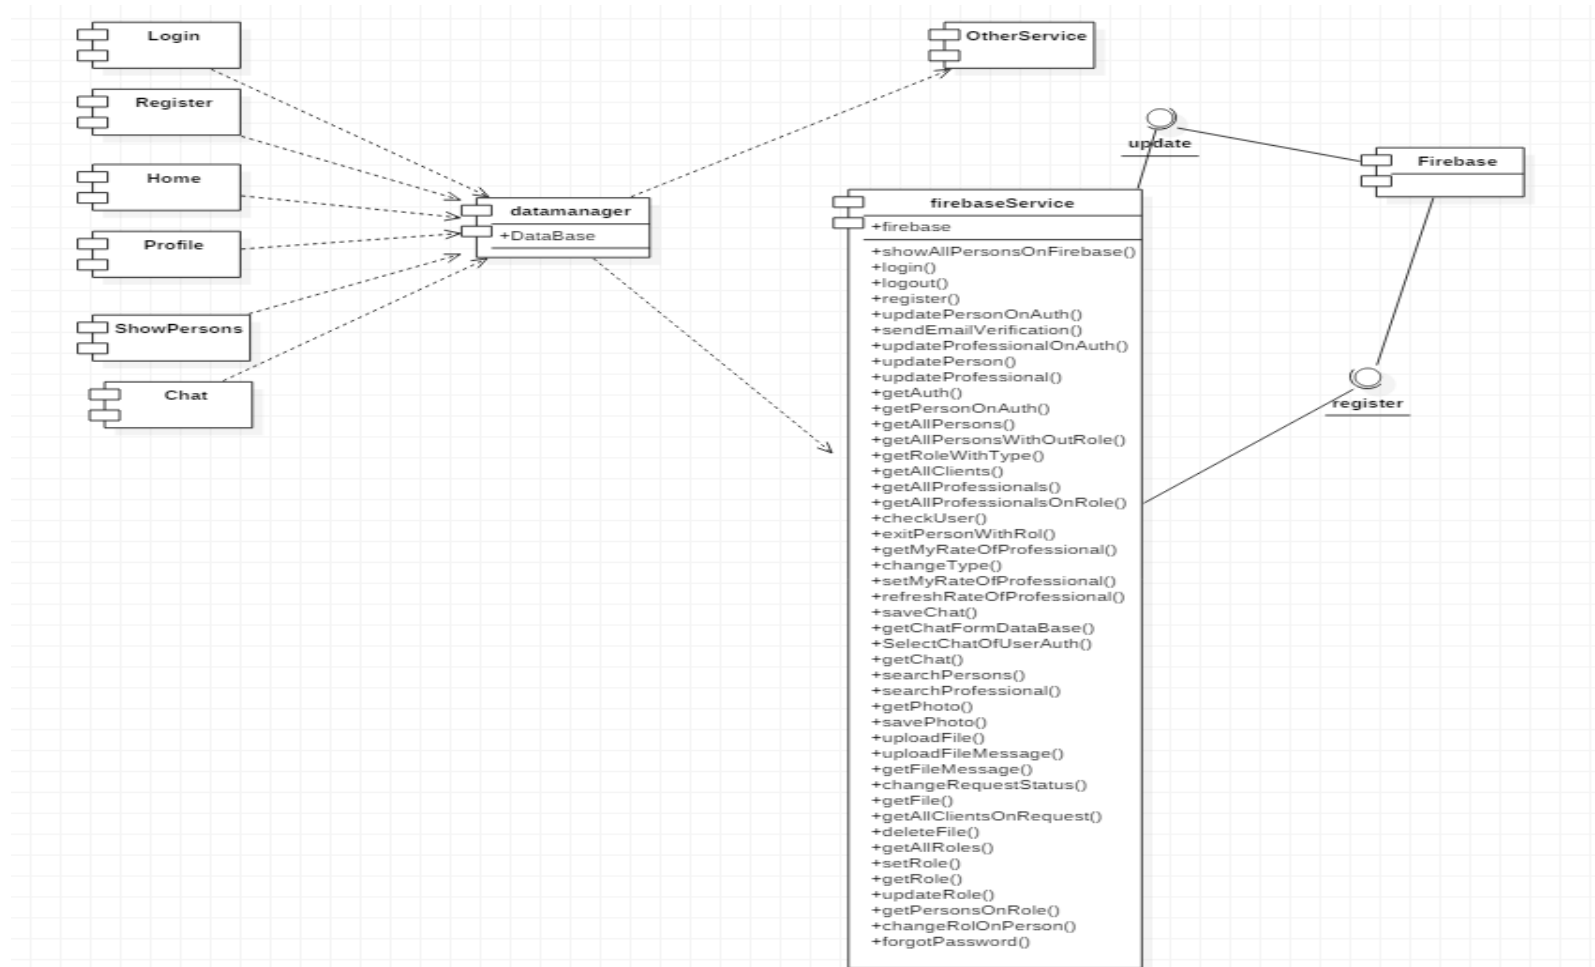 Login
Register
Home
Profile
ShowPersons
Chat
datamanager
+DataBase
OtherService
update
Firebase
register
firebaseService
+firebase
+showAllPersonsOnFirebase()
+login()
+logout()
+register()
+updatePersonOnAuth()
+sendEmailVerification()
+updateProfessionalOnAuth()
+updatePerson()
+updateProfessional()
+getAuth()
+getPersonOnAuth()
+getAllPersons()
+getAllPersonsWithOutRole()
+getRoleWithType()
+getAllClients()
+getAllProfessionals()
+getAllProfessionalsOnRole()
+checkUser()
+exitPersonWithRol()
+getMyRateOfProfessional()
+changeType()
+setMyRateOfProfessional()
+refreshRateOfProfessional()
+saveChat()
+getChatFormDataBase()
+SelectChatOfUserAuth()
+getChat()
+searchPersons()
+searchProfessional()
+getPhoto()
+savePhoto()
+uploadFile()
+uploadFileMessage()
+getFileMessage()
+changeRequestStatus()
+getFile()
+getAllClientsOnRequest()
+deleteFile()
+getAllRoles()
+setRole()
+getRole()
+updateRole()
+getPersonsOnRole()
+changeRolOnPerson()
+forgotPassword()